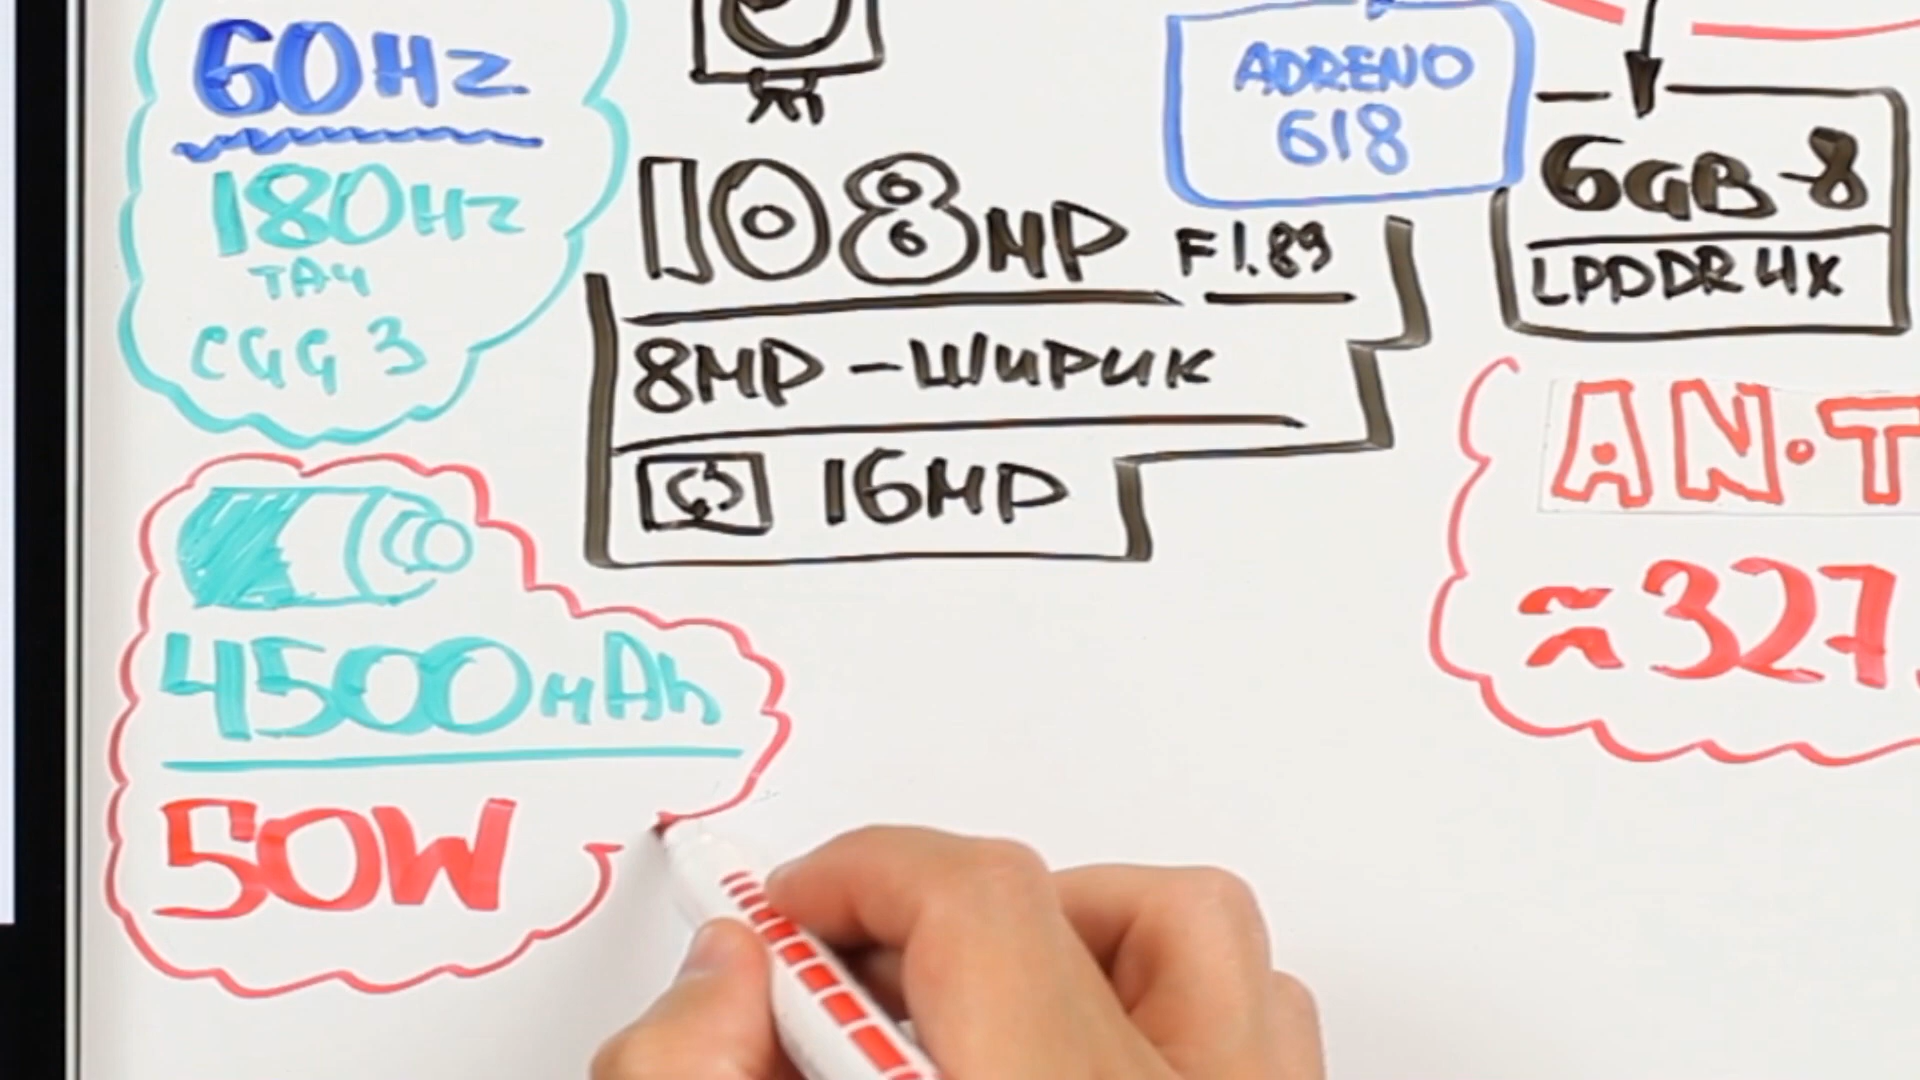 60Hz
180Hz
ТАЧ
CGG 3
108MP F1.89
8MP - ШИРИК
16MP
ADRENO
618
6GB-8
LPDDR4X
AN·T
≈327
4500mAh
50W